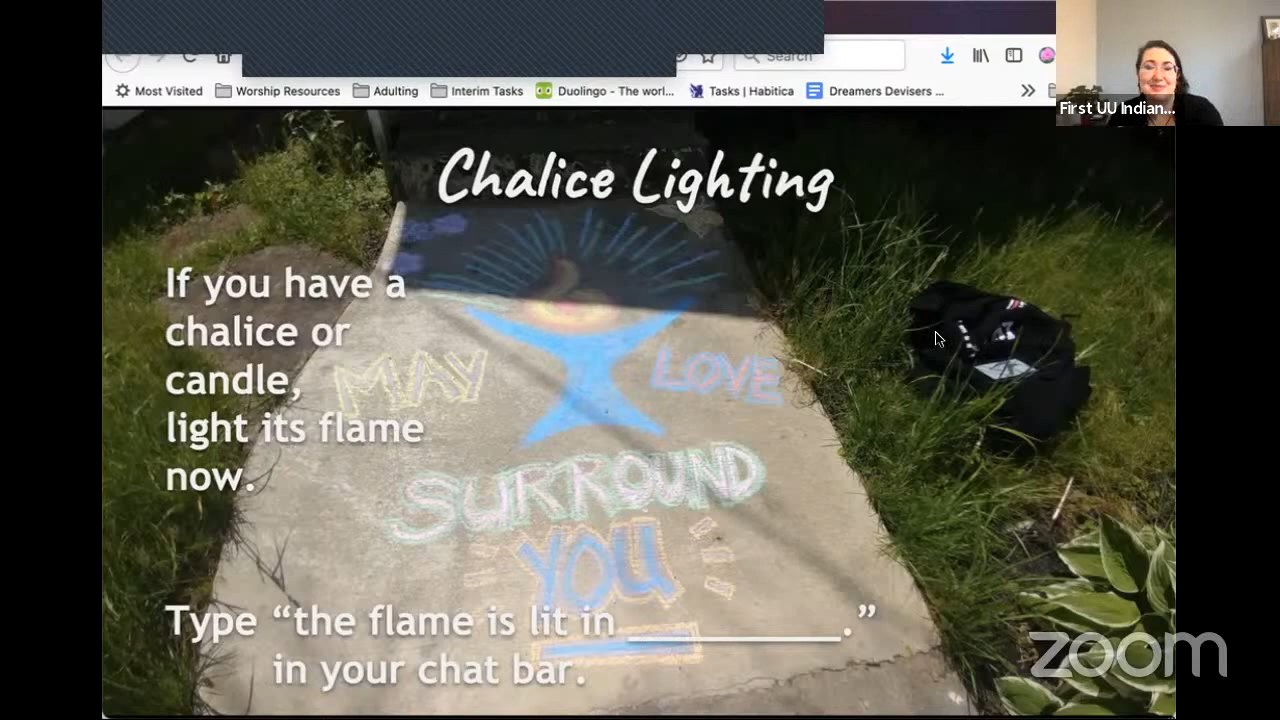 Search
Most Visited
Worship Resources
Adulting
Interim Tasks
Duolingo - The worl...
Tasks | Habitica
Dreamers Devisers ...
First UU Indian...
Chalice Lighting
If you have a
chalice or
candle,
light its flame
now.
MAY
LOVE
SURROUND
YOU
Type “the flame is lit in __________.”
in your chat bar.
zoom